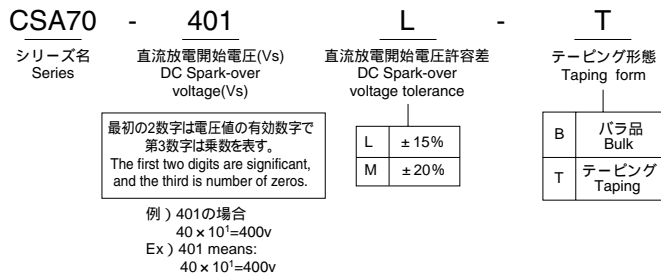 CSA70 - 401 L - T
シリーズ名
Series
直流放電開始電圧(Vs)
DC Spark-over
voltage(Vs)
直流放電開始電圧許容差
DC Spark-over
voltage tolerance
テーピング形態
Taping form
最初の2数字は電圧値の有効数字で
第3数字は乗数を表す。
The first two digits are significant,
and the third is number of zeros.
L ±15%
M ±20%
B バラ品
Bulk
T テーピング
Taping
例）401の場合
40×10¹=400v
Ex ) 401 means:
40×10¹=400v